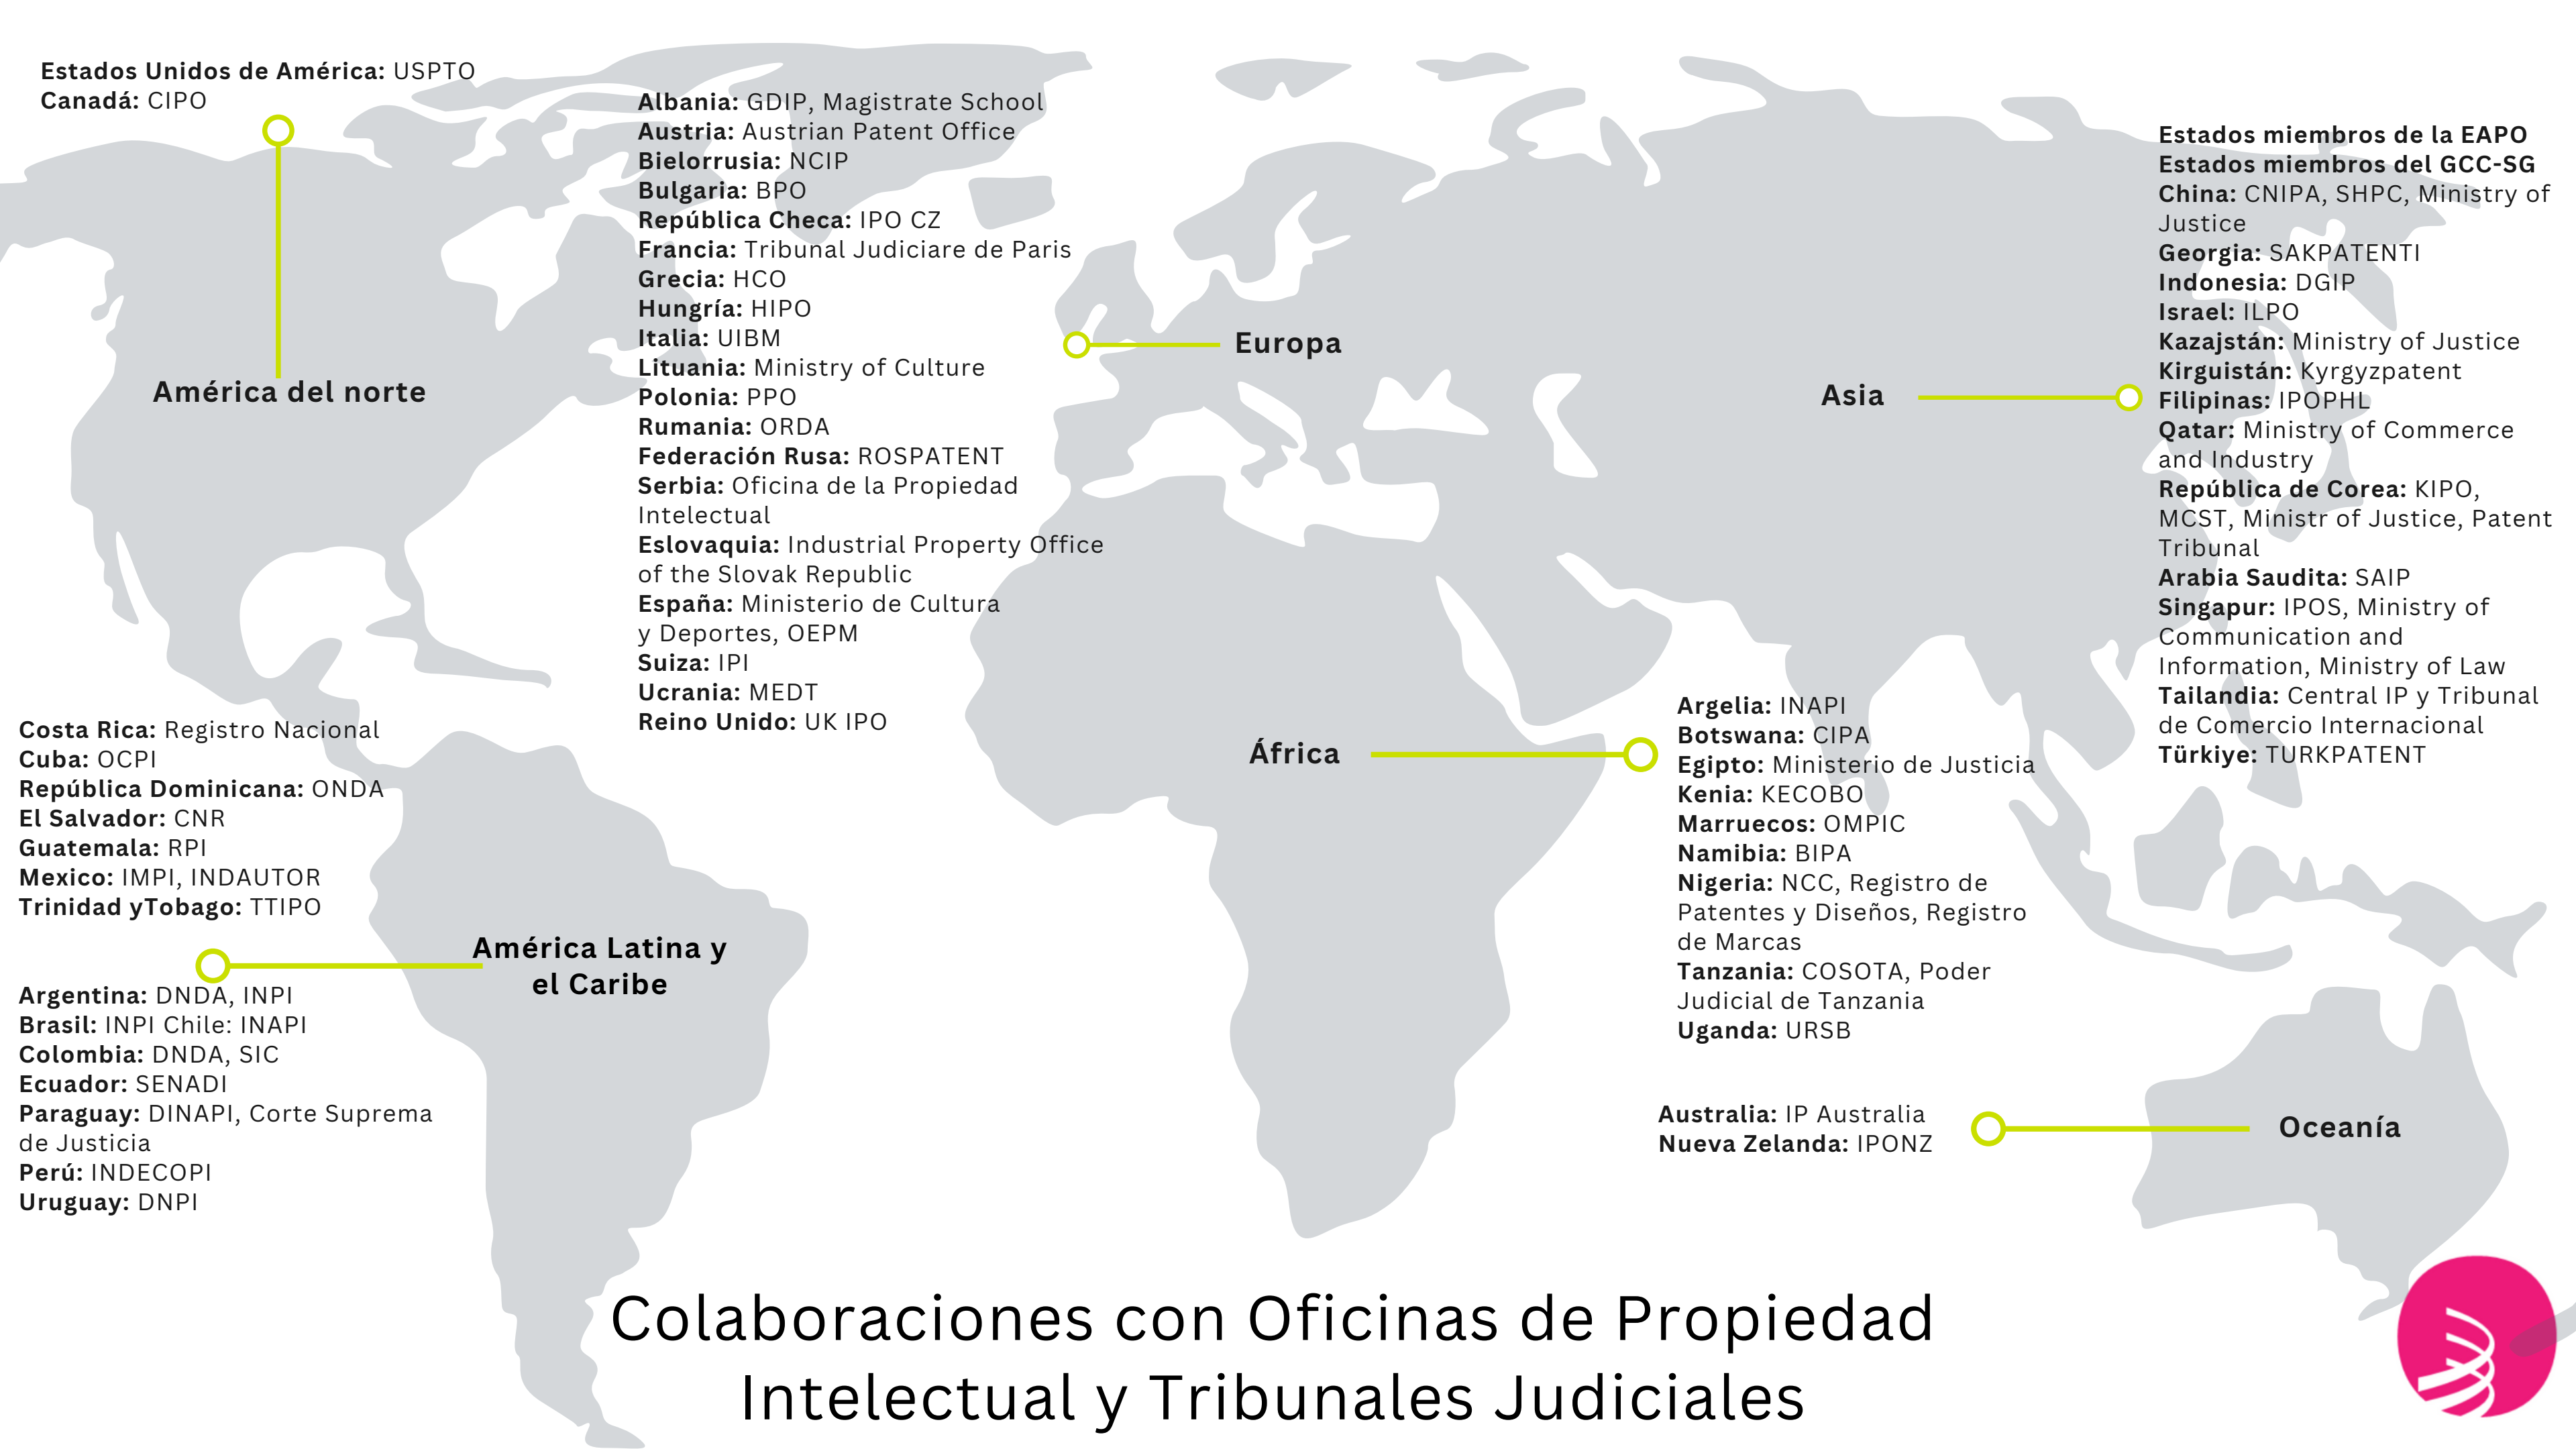 Estados Unidos de América: USPTO
Canadá: CIPO
América del norte
Albania: GDIP, Magistrate School
Austria: Austrian Patent Office
Bielorrusia: NCIP
Bulgaria: BPO
República Checa: IPO CZ
Francia: Tribunal Judiciare de Paris
Grecia: HCO
Hungría: HIPO
Italia: UIBM
Lituania: Ministry of Culture
Polonia: PPO
Rumania: ORDA
Federación Rusa: ROSPATENT
Serbia: Oficina de la Propiedad
Intelectual
Eslovaquia: Industrial Property Office
of the Slovak Republic
España: Ministerio de Cultura
y Deportes, OEPM
Suiza: IPI
Ucrania: MEDT
Reino Unido: UK IPO
Europa
Asia
Estados miembros de la EAPO
Estados miembros del GCC-SG
China: CNIPA, SHPC, Ministry of
Justice
Georgia: SAKPATENTI
Indonesia: DGIP
Israel: ILPO
Kazajstán: Ministry of Justice
Kirguistán: Kyrgyzpatent
Filipinas: IPOPHL
Qatar: Ministry of Commerce
and Industry
República de Corea: KIPO,
MCST, Ministr of Justice, Patent
Tribunal
Arabia Saudita: SAIP
Singapur: IPOS, Ministry of
Communication and
Information, Ministry of Law
Tailandia: Central IP y Tribunal
de Comercio Internacional
Türkiye: TURKPATENT
Costa Rica: Registro Nacional
Cuba: OCPI
República Dominicana: ONDA
El Salvador: CNR
Guatemala: RPI
Mexico: IMPI, INDAUTOR
Trinidad yTobago: TTIPO
América Latina y
el Caribe
Argentina: DNDA, INPI
Brasil: INPI Chile: INAPI
Colombia: DNDA, SIC
Ecuador: SENADI
Paraguay: DINAPI, Corte Suprema
de Justicia
Perú: INDECOPI
Uruguay: DNPI
África
Argelia: INAPI
Botswana: CIPA
Egipto: Ministerio de Justicia
Kenia: KECOBO
Marruecos: OMPIC
Namibia: BIPA
Nigeria: NCC, Registro de
Patentes y Diseños, Registro
de Marcas
Tanzania: COSOTA, Poder
Judicial de Tanzania
Uganda: URSB
Australia: IP Australia
Nueva Zelanda: IPONZ
Oceanía
Colaboraciones con Oficinas de Propiedad
Intelectual y Tribunales Judiciales